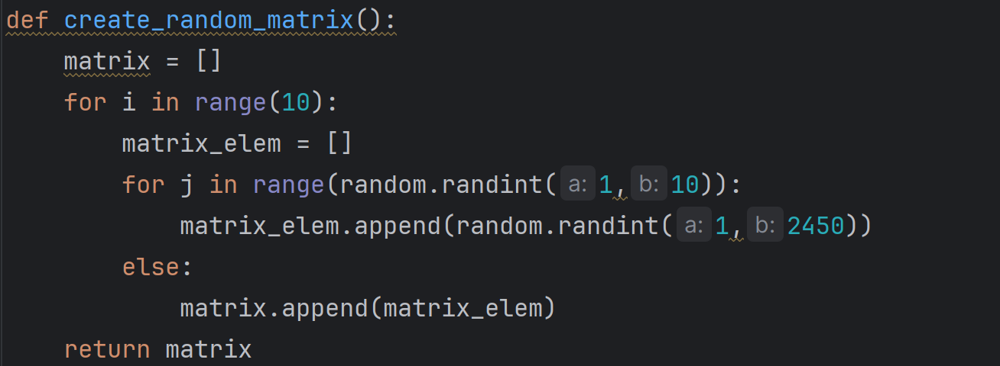 def create_random_matrix():
    matrix = []
    for i in range(10):
        matrix_elem = []
        for j in range(random.randint( a: 1, b: 10)):
            matrix_elem.append(random.randint( a: 1, b: 2450))
        else:
            matrix.append(matrix_elem)
    return matrix